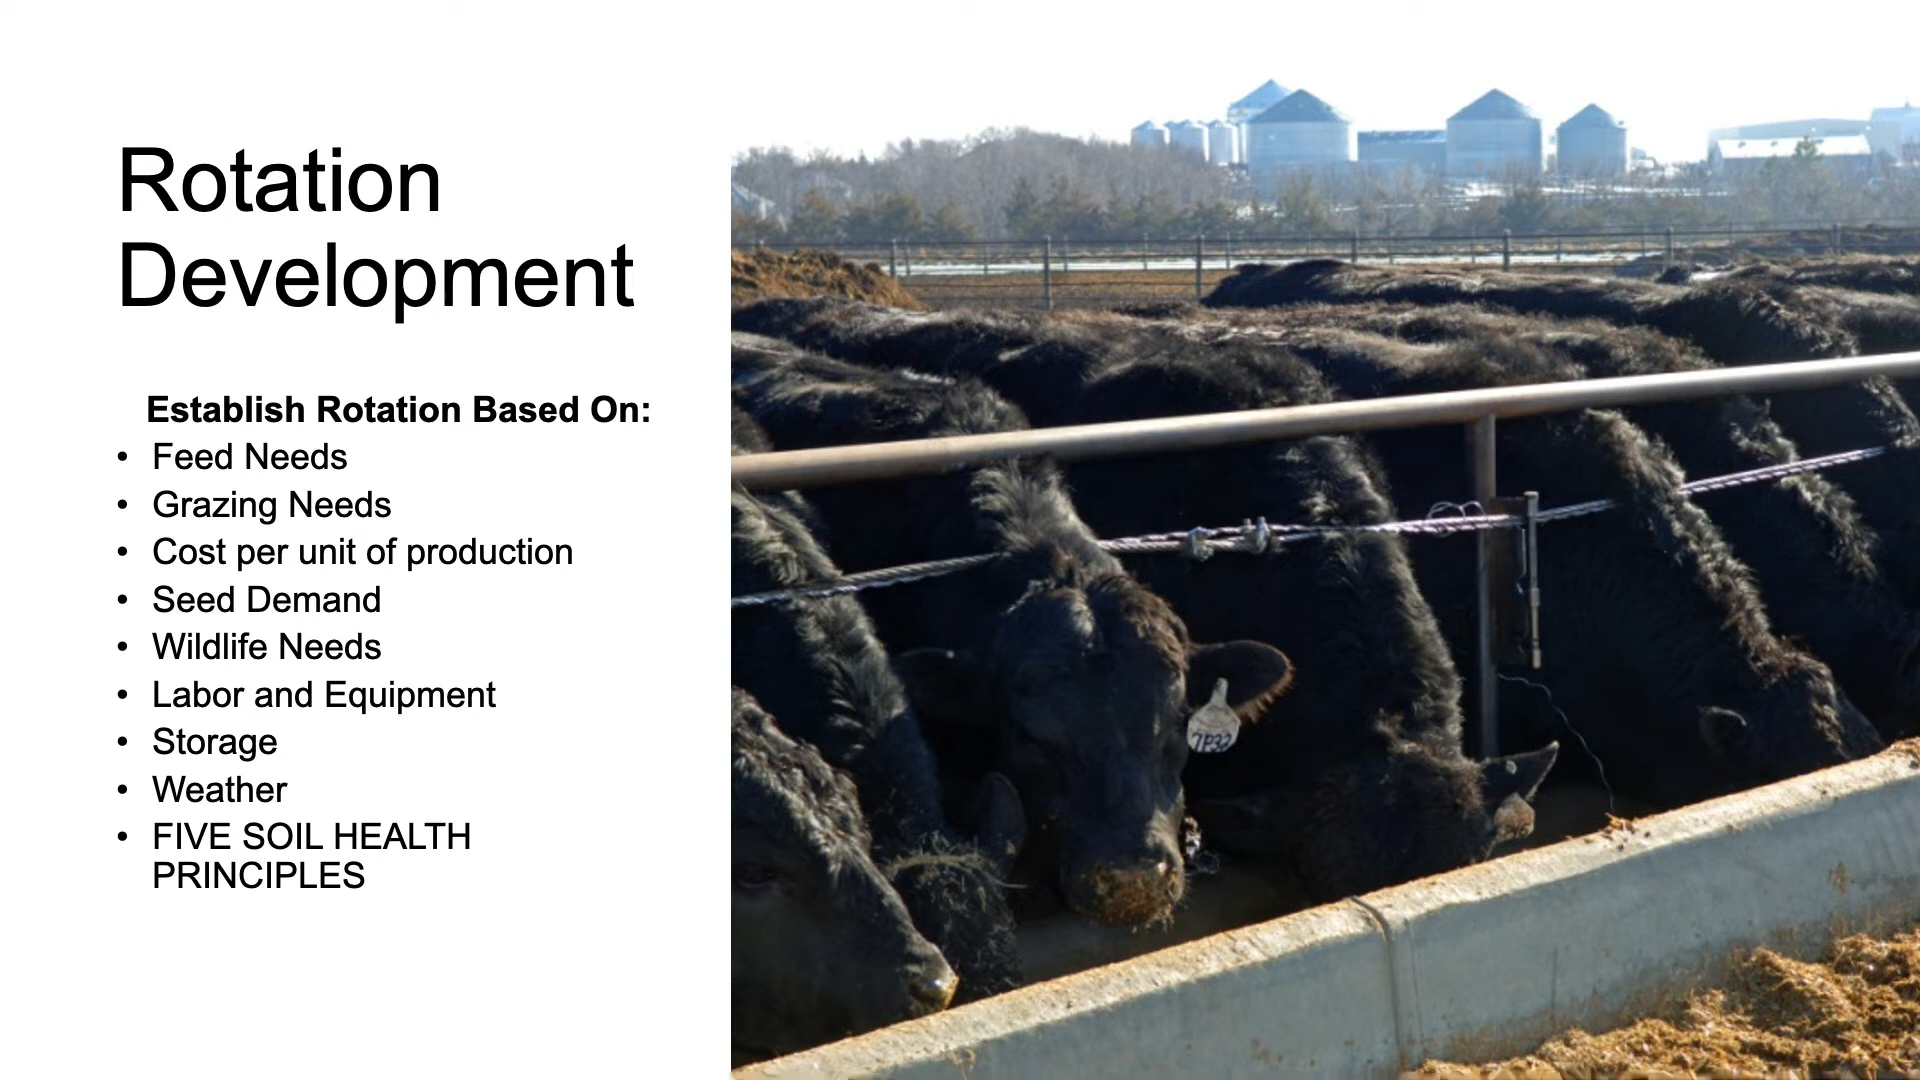 Rotation
Development
Establish Rotation Based On:
• Feed Needs
• Grazing Needs
• Cost per unit of production
• Seed Demand
• Wildlife Needs
• Labor and Equipment
• Storage
• Weather
• FIVE SOIL HEALTH
PRINCIPLES
7P32